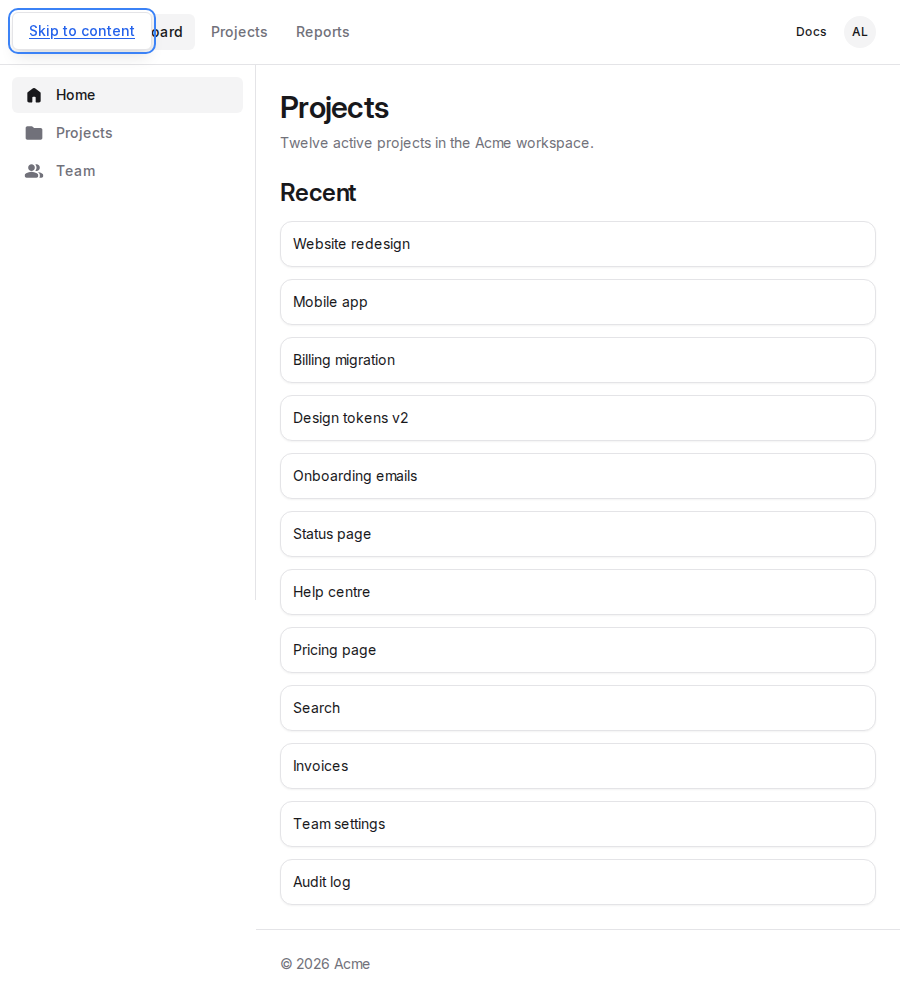 Skip to content
Projects
Reports
Docs
AL
Home
Projects
Team
Projects
Twelve active projects in the Acme workspace.
Recent
Website redesign
Mobile app
Billing migration
Design tokens v2
Onboarding emails
Status page
Help centre
Pricing page
Search
Invoices
Team settings
Audit log
© 2026 Acme